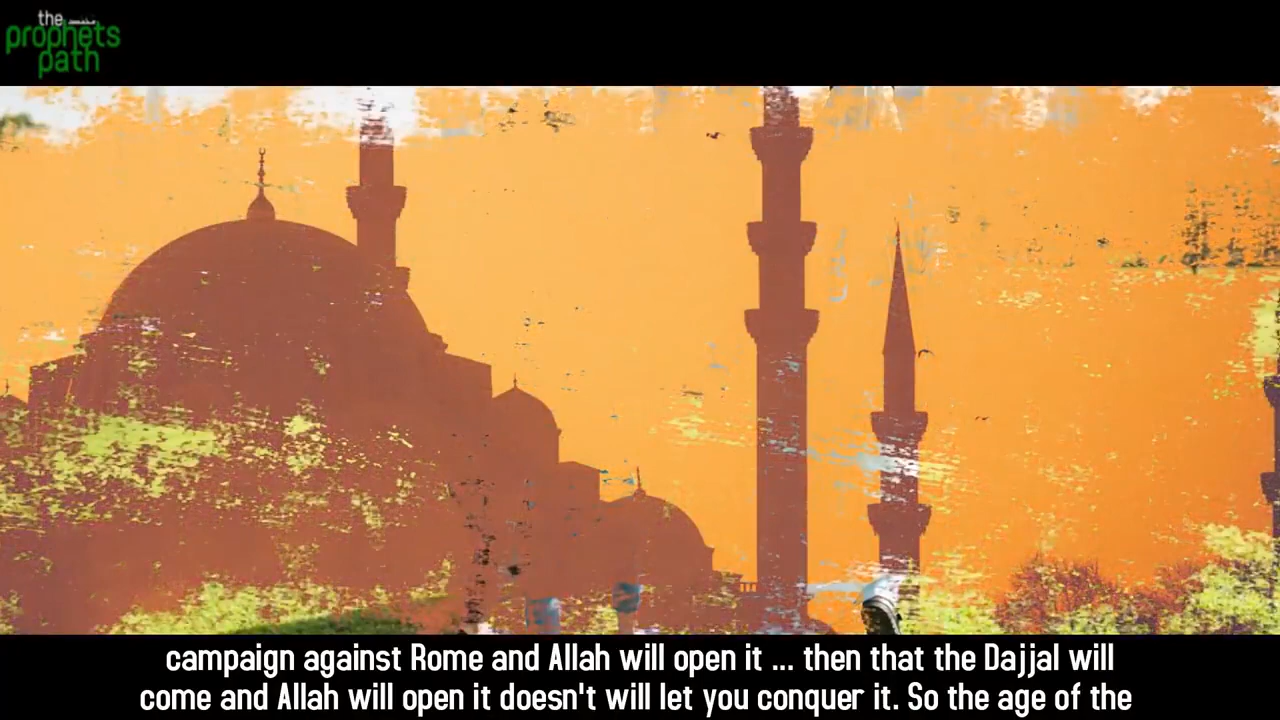 the
prophets
path
campaign against Rome and Allah will open it ... then that the Dajjal will
come and Allah will open it doesn't will let you conquer it. So the age of the